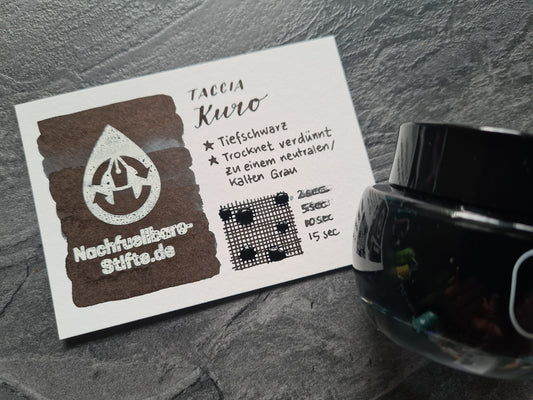 TACCIA
Kuro
★ Tiefschwarz
★ Trocknet verdünnt
zu einem neutralen/
kalten Grau
2 sec
5 sec
10 sec
15 sec
Nachfuellbare-
Stifte.de